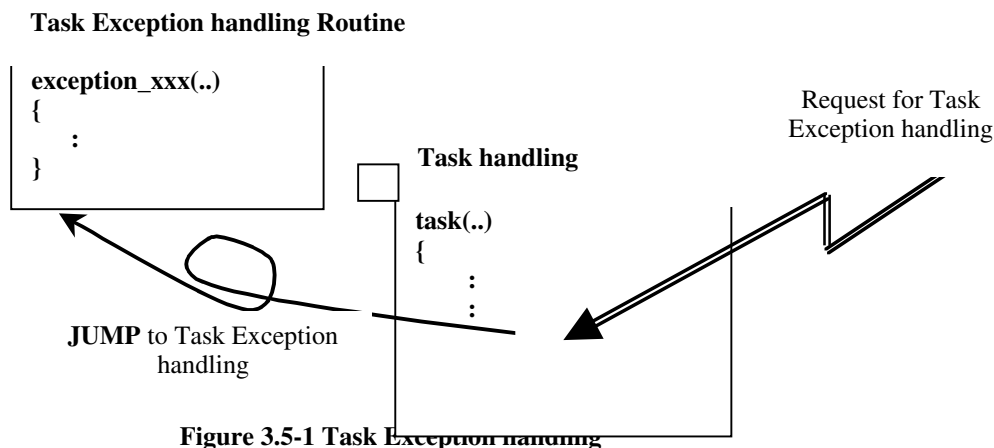 Task Exception handling Routine
exception_xxx(..)
{
:
}
Request for Task
Exception handling
Task handling
task(..)
{
:
:
JUMP to Task Exception
handling
Figure 3.5-1 Task Exception handling